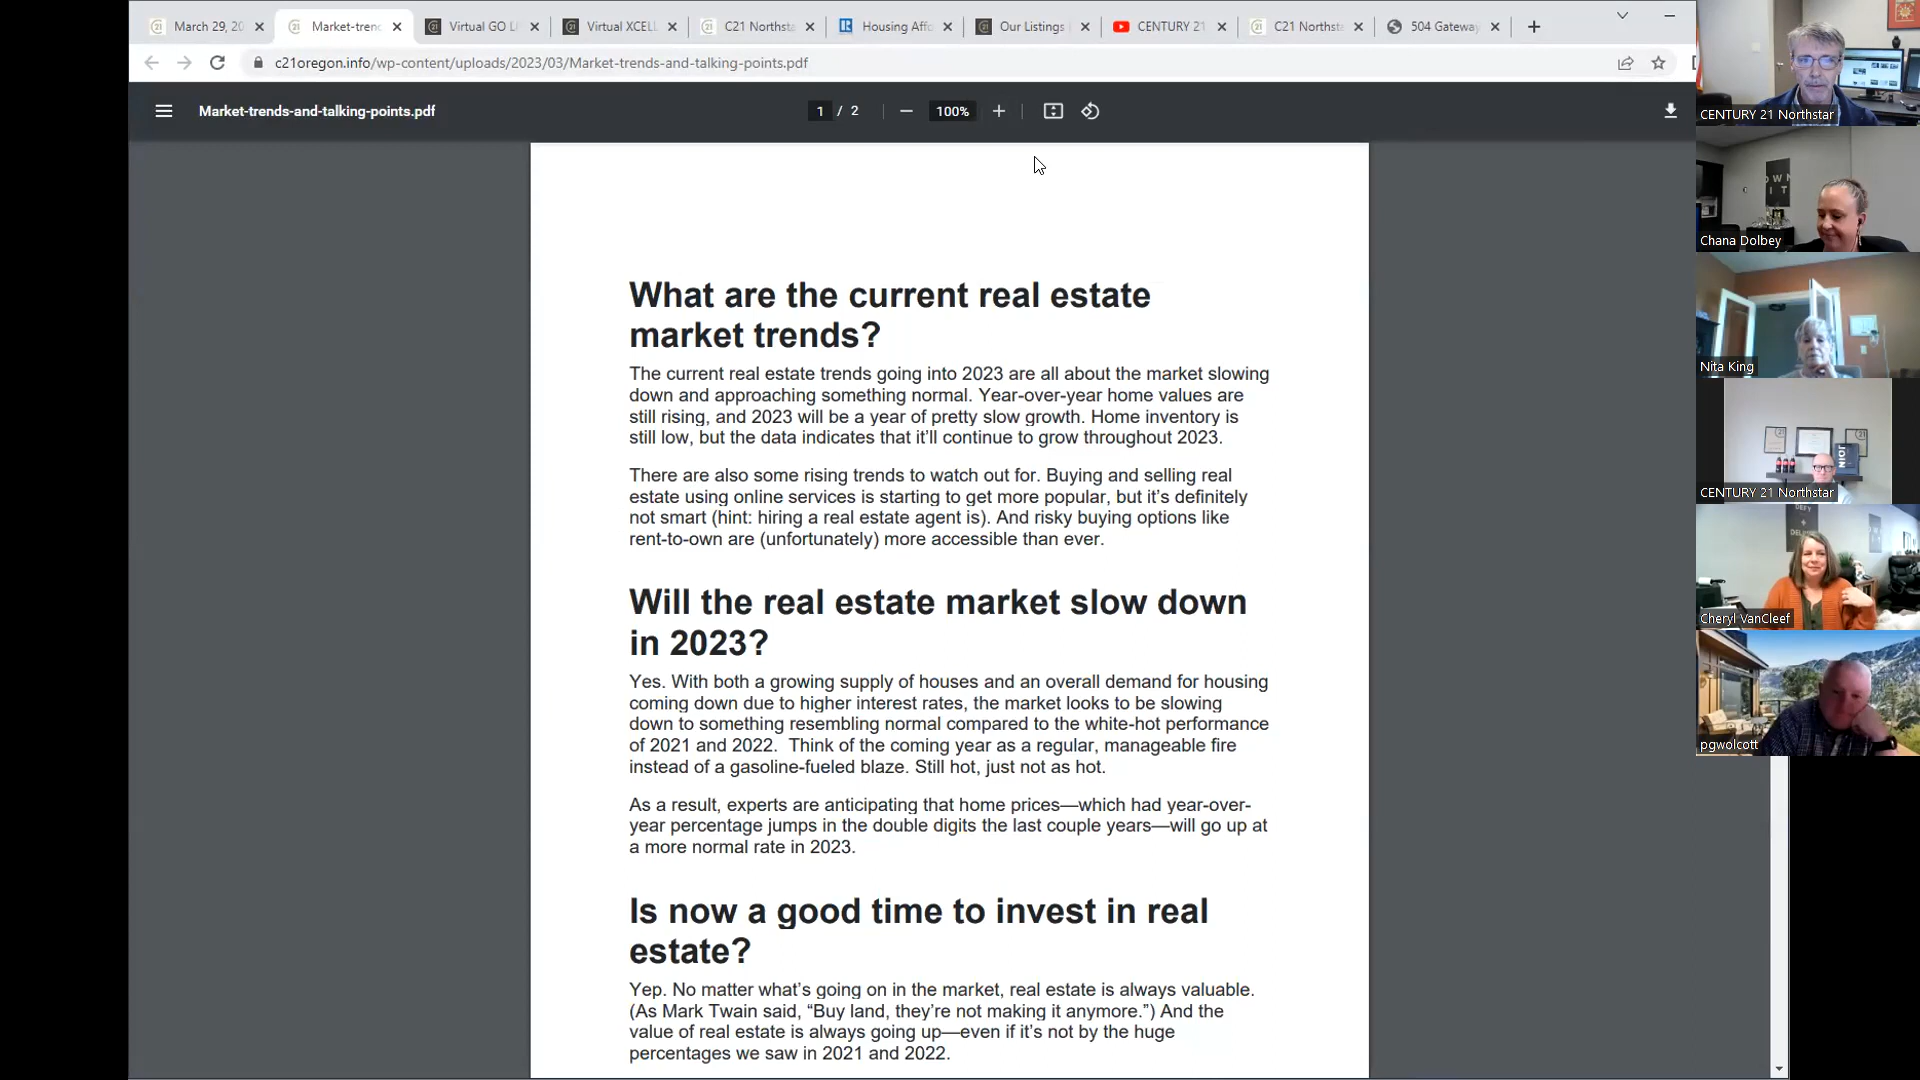 March 29, 20
Market-tren
Virtual GO L
Virtual XCELL
C21 Northsta
Housing Affo
Our Listings
CENTURY 21
C21 Northsta
504 Gateway
c21oregon.info/wp-content/uploads/2023/03/Market-trends-and-talking-points.pdf
Market-trends-and-talking-points.pdf
1 / 2
100%
What are the current real estate
market trends?
The current real estate trends going into 2023 are all about the market slowing
down and approaching something normal. Year-over-year home values are
still rising, and 2023 will be a year of pretty slow growth. Home inventory is
still low, but the data indicates that it’ll continue to grow throughout 2023.
There are also some rising trends to watch out for. Buying and selling real
estate using online services is starting to get more popular, but it’s definitely
not smart (hint: hiring a real estate agent is). And risky buying options like
rent-to-own are (unfortunately) more accessible than ever.
Will the real estate market slow down
in 2023?
Yes. With both a growing supply of houses and an overall demand for housing
coming down due to higher interest rates, the market looks to be slowing
down to something resembling normal compared to the white-hot performance
of 2021 and 2022.  Think of the coming year as a regular, manageable fire
instead of a gasoline-fueled blaze. Still hot, just not as hot.
As a result, experts are anticipating that home prices—which had year-over-
year percentage jumps in the double digits the last couple years—will go up at
a more normal rate in 2023.
Is now a good time to invest in real
estate?
Yep. No matter what’s going on in the market, real estate is always valuable.
(As Mark Twain said, “Buy land, they’re not making it anymore.”) And the
value of real estate is always going up—even if it’s not by the huge
percentages we saw in 2021 and 2022.
CENTURY 21 Northstar
OWN
IT
Chana Dolbey
Nita King
21
21
JOIN
CENTURY 21 Northstar
DEFY
+
Cheryl VanCleef
pgwolcott